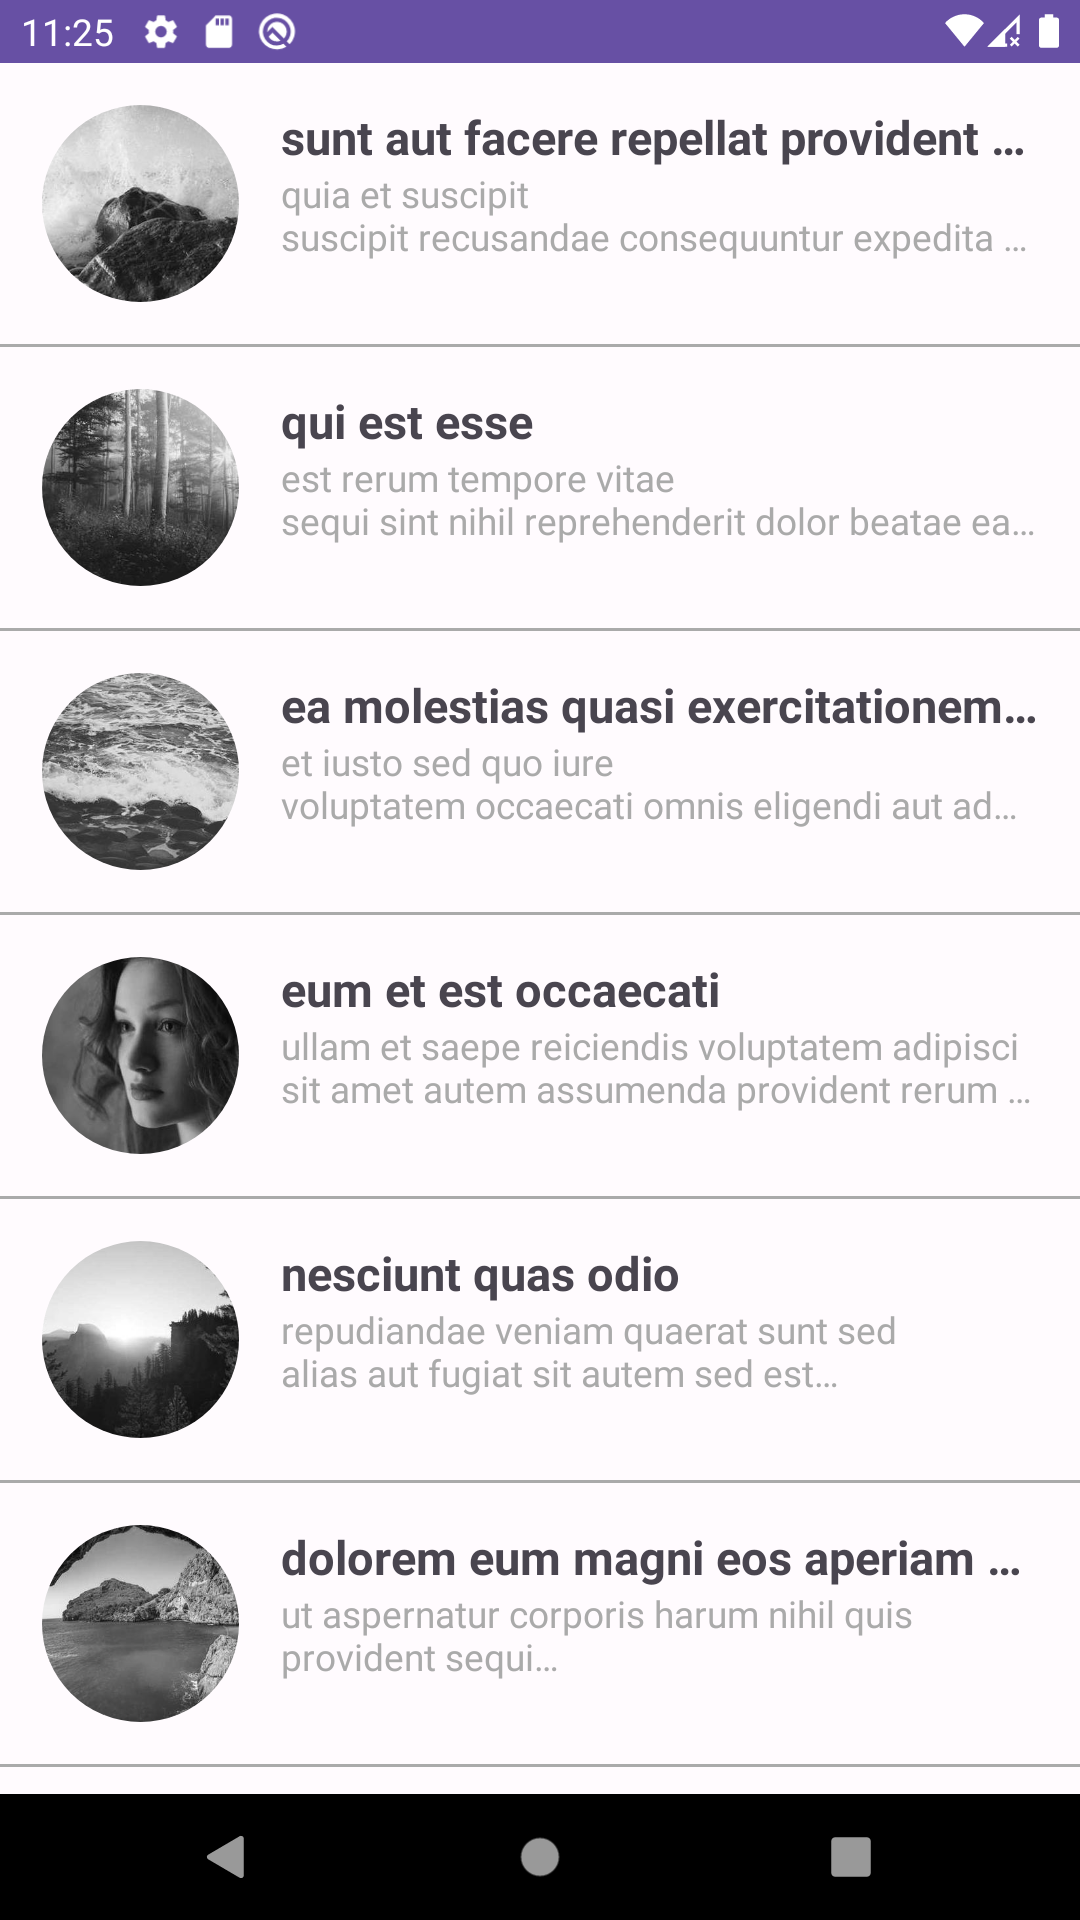 11:25
sunt aut facere repellat provident …
quia et suscipit
suscipit recusandae consequuntur expedita …
qui est esse
est rerum tempore vitae
sequi sint nihil reprehenderit dolor beatae ea…
ea molestias quasi exercitationem…
et iusto sed quo iure
voluptatem occaecati omnis eligendi aut ad…
eum et est occaecati
ullam et saepe reiciendis voluptatem adipisci
sit amet autem assumenda provident rerum …
nesciunt quas odio
repudiandae veniam quaerat sunt sed
alias aut fugiat sit autem sed est…
dolorem eum magni eos aperiam …
ut aspernatur corporis harum nihil quis
provident sequi…